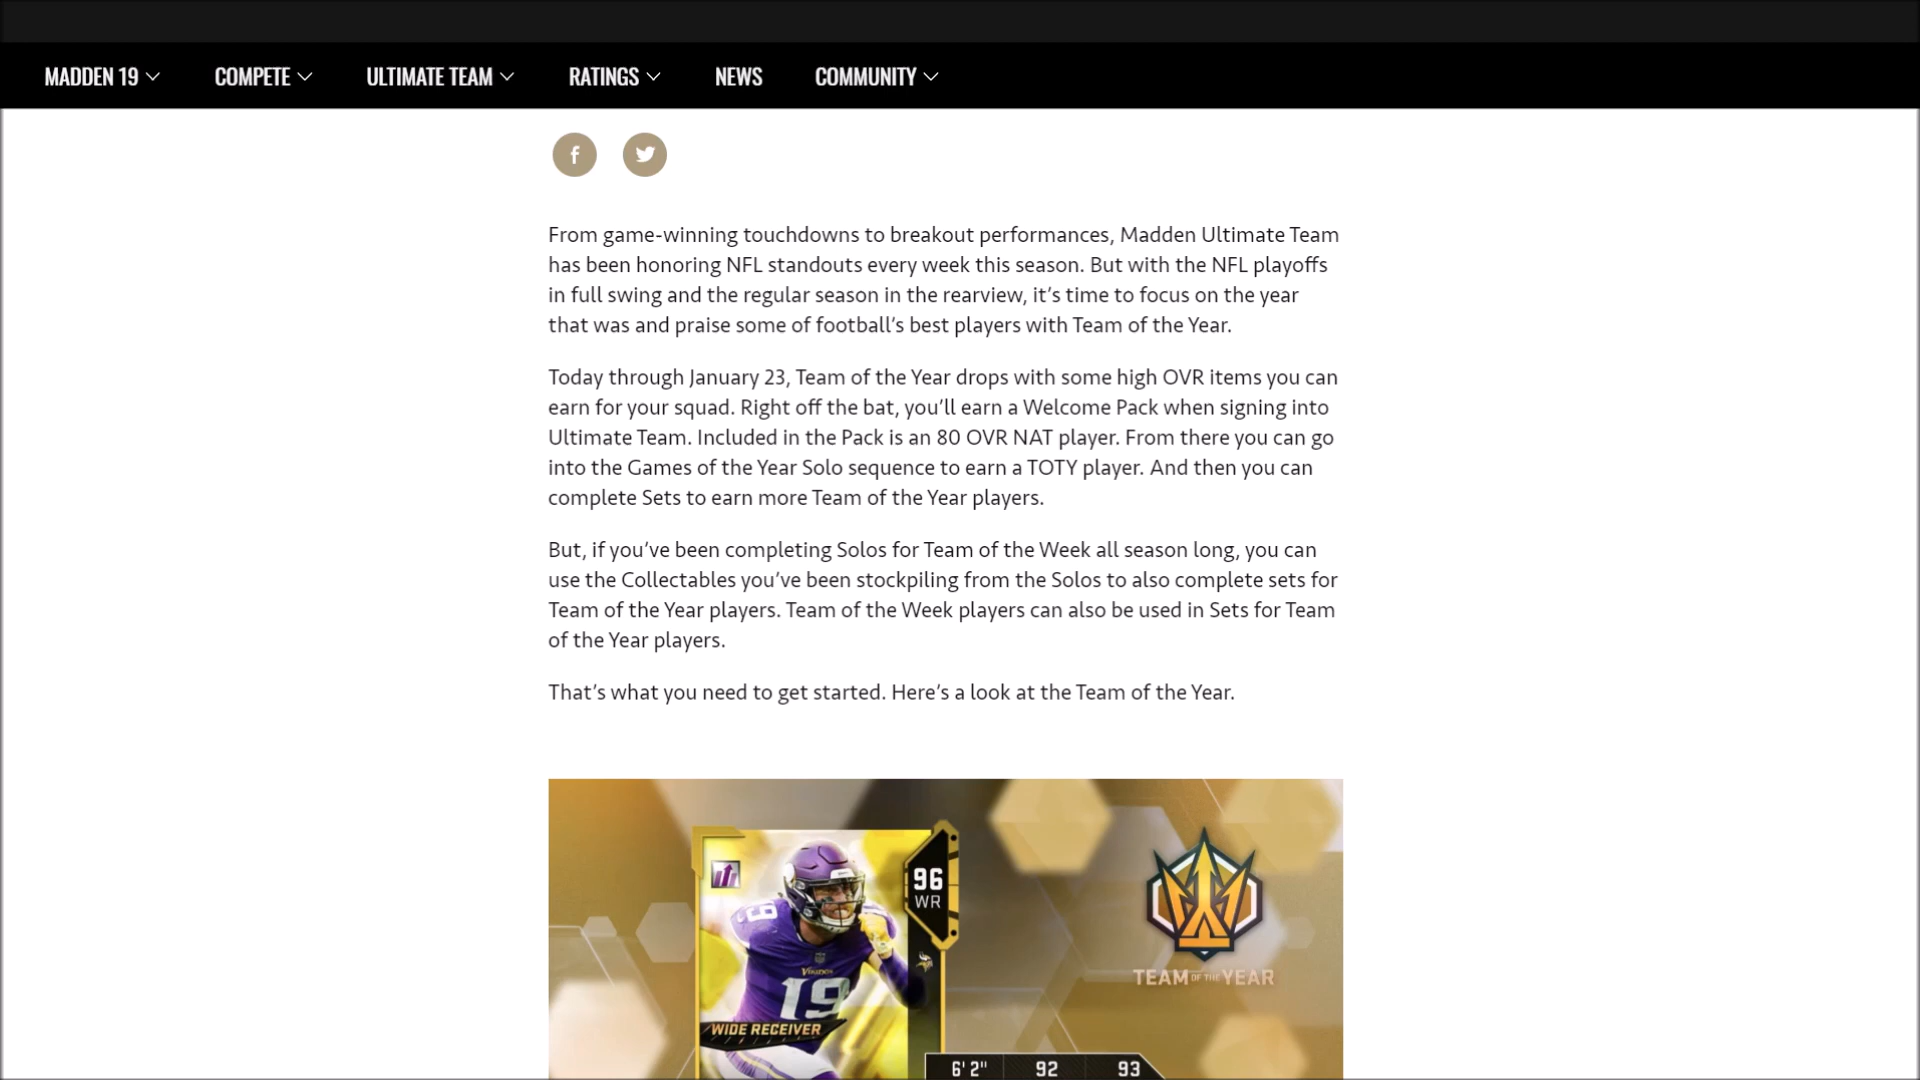 MADDEN 19 COMPETE ULTIMATE TEAM RATINGS NEWS COMMUNITY
From game-winning touchdowns to breakout performances, Madden Ultimate Team
has been honoring NFL standouts every week this season. But with the NFL playoffs
in full swing and the regular season in the rearview, it’s time to focus on the year
that was and praise some of football’s best players with Team of the Year.
Today through January 23, Team of the Year drops with some high OVR items you can
earn for your squad. Right off the bat, you’ll earn a Welcome Pack when signing into
Ultimate Team. Included in the Pack is an 80 OVR NAT player. From there you can go
into the Games of the Year Solo sequence to earn a TOTY player. And then you can
complete Sets to earn more Team of the Year players.
But, if you’ve been completing Solos for Team of the Week all season long, you can
use the Collectables you’ve been stockpiling from the Solos to also complete sets for
Team of the Year players. Team of the Week players can also be used in Sets for Team
of the Year players.
That’s what you need to get started. Here’s a look at the Team of the Year.
96
WR
19
VIKINGS
19
WIDE RECEIVER
TEAM OF THE YEAR
6' 2" 92 93